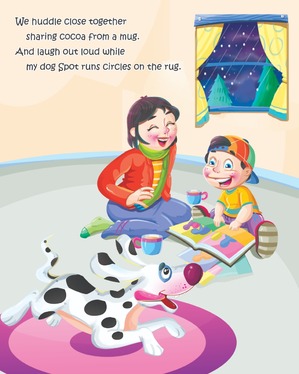 We huddle close together
sharing cocoa from a mug.
And laugh out loud while
my dog Spot runs circles on the rug.